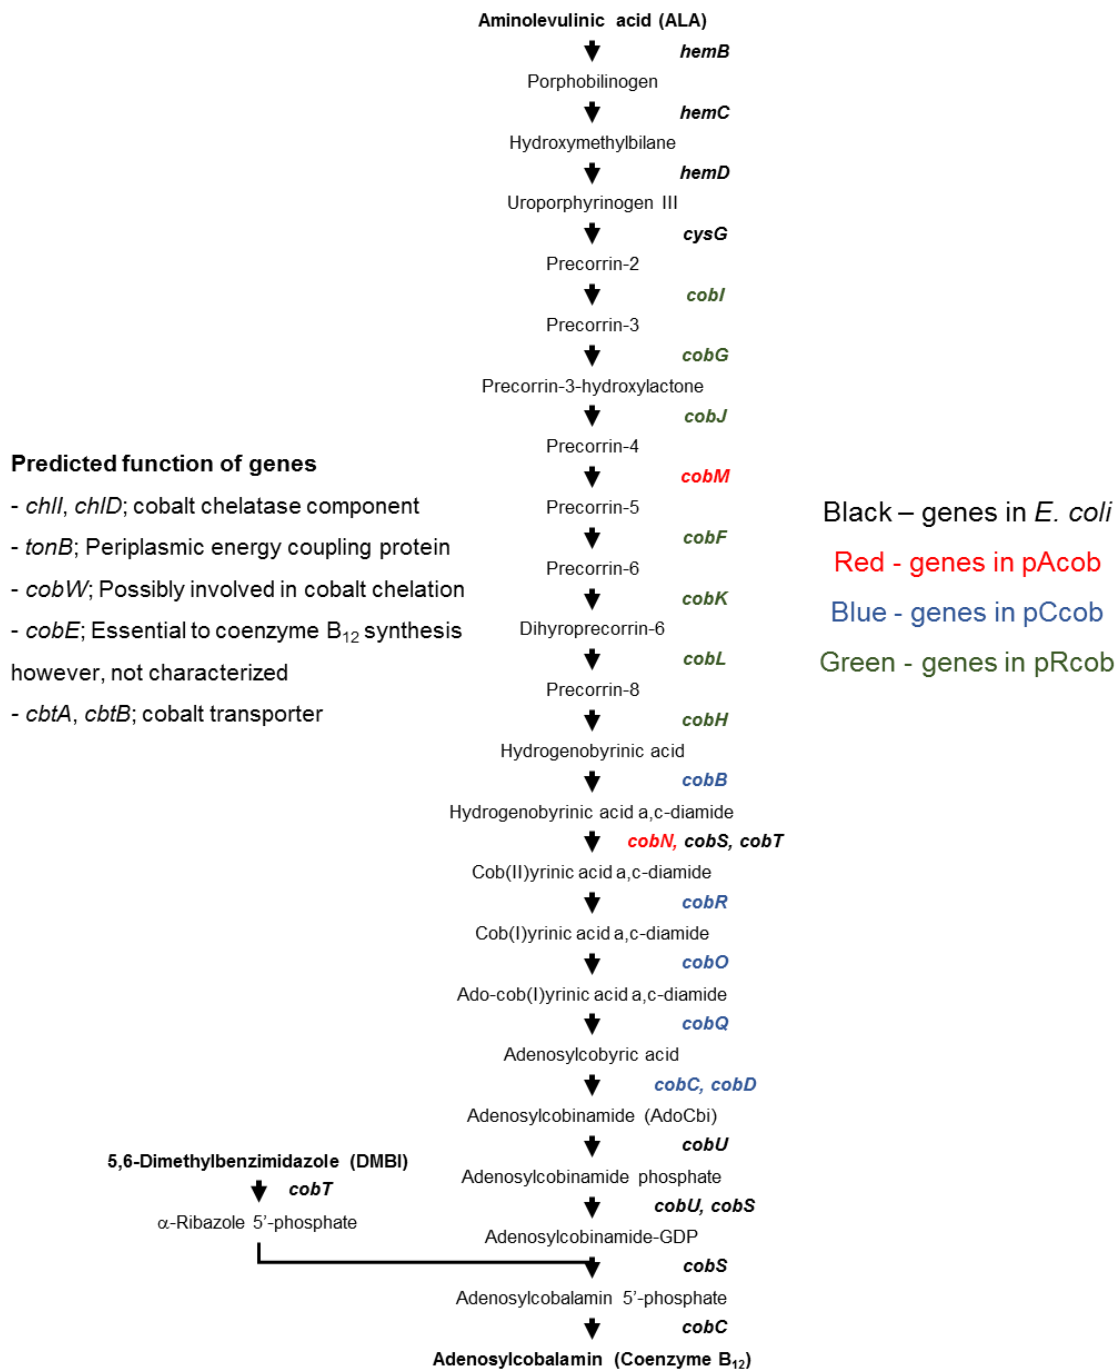 Aminolevulinic acid (ALA)
hemB
Porphobilinogen
hemC
Hydroxymethylbilane
hemD
Uroporphyrinogen III
cysG
Precorrin-2
cobI
Precorrin-3
cobG
Precorrin-3-hydroxylactone
cobJ
Precorrin-4
cobM
Precorrin-5
cobF
Precorrin-6
cobK
Dihyroprecorrin-6
cobL
Precorrin-8
cobH
Hydrogenobyrinic acid
cobB
Hydrogenobyrinic acid a,c-diamide
cobN, cobS, cobT
Cob(II)yrinic acid a,c-diamide
cobR
Cob(I)yrinic acid a,c-diamide
cobO
Ado-cob(I)yrinic acid a,c-diamide
cobQ
Adenosylcobyric acid
cobC, cobD
Adenosylcobinamide (AdoCbi)
cobU
Adenosylcobinamide phosphate
cobU, cobS
Adenosylcobinamide-GDP
cobS
Adenosylcobalamin 5’-phosphate
cobC
Adenosylcobalamin (Coenzyme B₁₂)
5,6-Dimethylbenzimidazole (DMBI)
cobT
α-Ribazole 5’-phosphate
Predicted function of genes
- chlI, chlD; cobalt chelatase component
- tonB; Periplasmic energy coupling protein
- cobW; Possibly involved in cobalt chelation
- cobE; Essential to coenzyme B₁₂ synthesis
however, not characterized
- cbtA, cbtB; cobalt transporter
Black – genes in E. coli
Red - genes in pAcob
Blue - genes in pCcob
Green - genes in pRcob